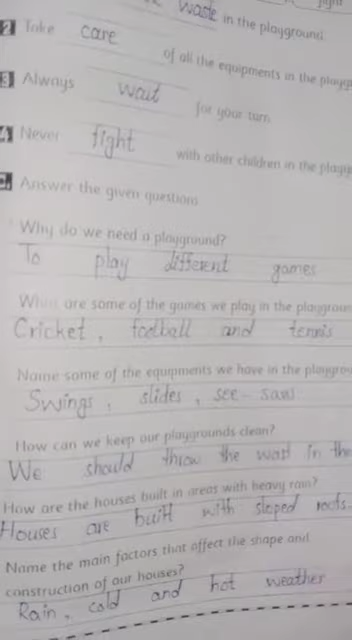 waste in the playground.
2 Take care of all the equipments in the
3 Always wait for your turn
4 Never fight with other children in the
C. Answer the given questions
Why do we need a playground?
To play different games
What are some of the games we play in the
Cricket, football and tennis
Name some of the equipments we have in the
Swings, slides, see-saws
How can we keep our playgrounds clean?
We should throw the wast in the
How are the houses built in areas with heavy rain?
Houses are built with sloped roofs.
Name the main factors that affect the shape and
construction of our houses?
Rain, cold and hot weather